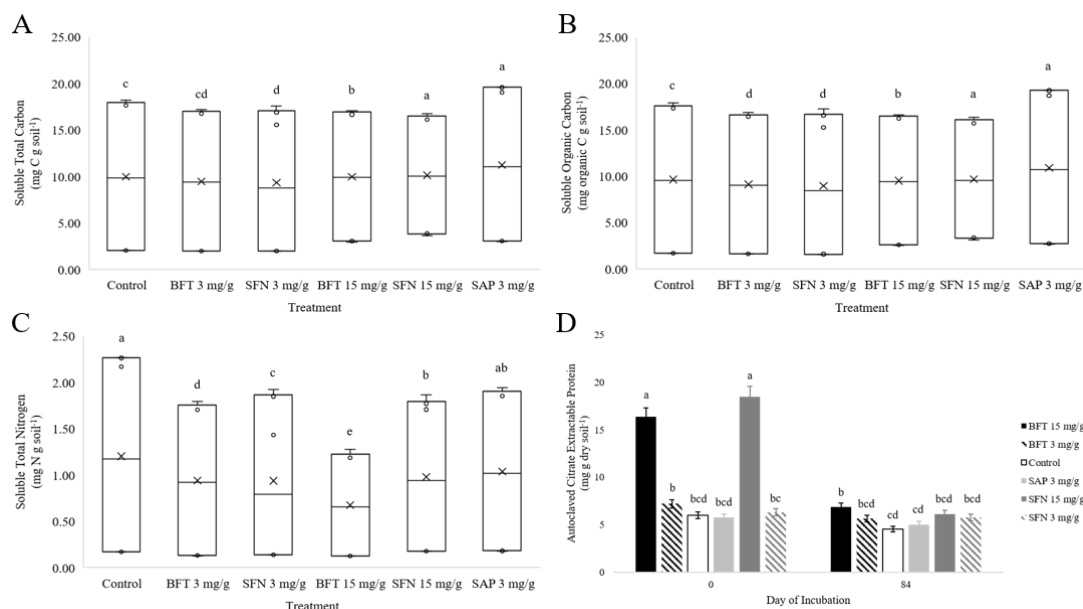 A
25.00
20.00
15.00
10.00
5.00
0.00
Soluble Total Carbon
(mg C g soil-1)
c
cd
d
b
a
a
Control BFT 3 mg/g SFN 3 mg/g BFT 15 mg/g SFN 15 mg/g SAP 3 mg/g
Treatment
B
25.00
20.00
15.00
10.00
5.00
0.00
Soluble Organic Carbon
(mg organic C g soil-1)
c
d
d
b
a
a
Control BFT 3 mg/g SFN 3 mg/g BFT 15 mg/g SFN 15 mg/g SAP 3 mg/g
Treatment
C
2.50
2.00
1.50
1.00
0.50
0.00
Soluble Total Nitrogen
(mg N g soil-1)
a
d
c
e
b
ab
Control BFT 3 mg/g SFN 3 mg/g BFT 15 mg/g SFN 15 mg/g SAP 3 mg/g
Treatment
D
25
20
15
10
5
0
Autoclaved Citrate Extractable Protein
(mg g dry soil-1)
a
b
bcd
bcd
a
bc
b
bcd
cd
cd
bcd
bcd
0 84
Day of Incubation
BFT 15 mg/g
BFT 3 mg/g
Control
SAP 3 mg/g
SFN 15 mg/g
SFN 3 mg/g